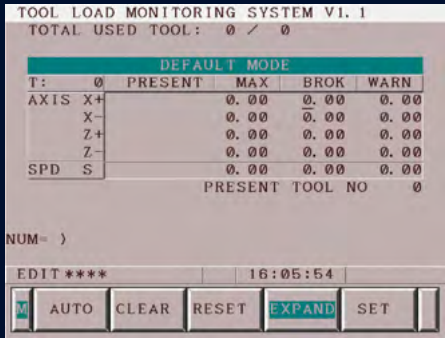 TOOL LOAD MONITORING SYSTEM V1.1
TOTAL USED TOOL: 0 / 0
DEFAULT MODE
T: 0 PRESENT MAX BROK WARN
AXIS X+ 0.00 0.00 0.00
X- 0.00 0.00 0.00
Z+ 0.00 0.00 0.00
Z- 0.00 0.00 0.00
SPD S 0.00 0.00 0.00
PRESENT TOOL NO 0
NUM= )
EDIT **** 16:05:54
M AUTO CLEAR RESET EXPAND SET